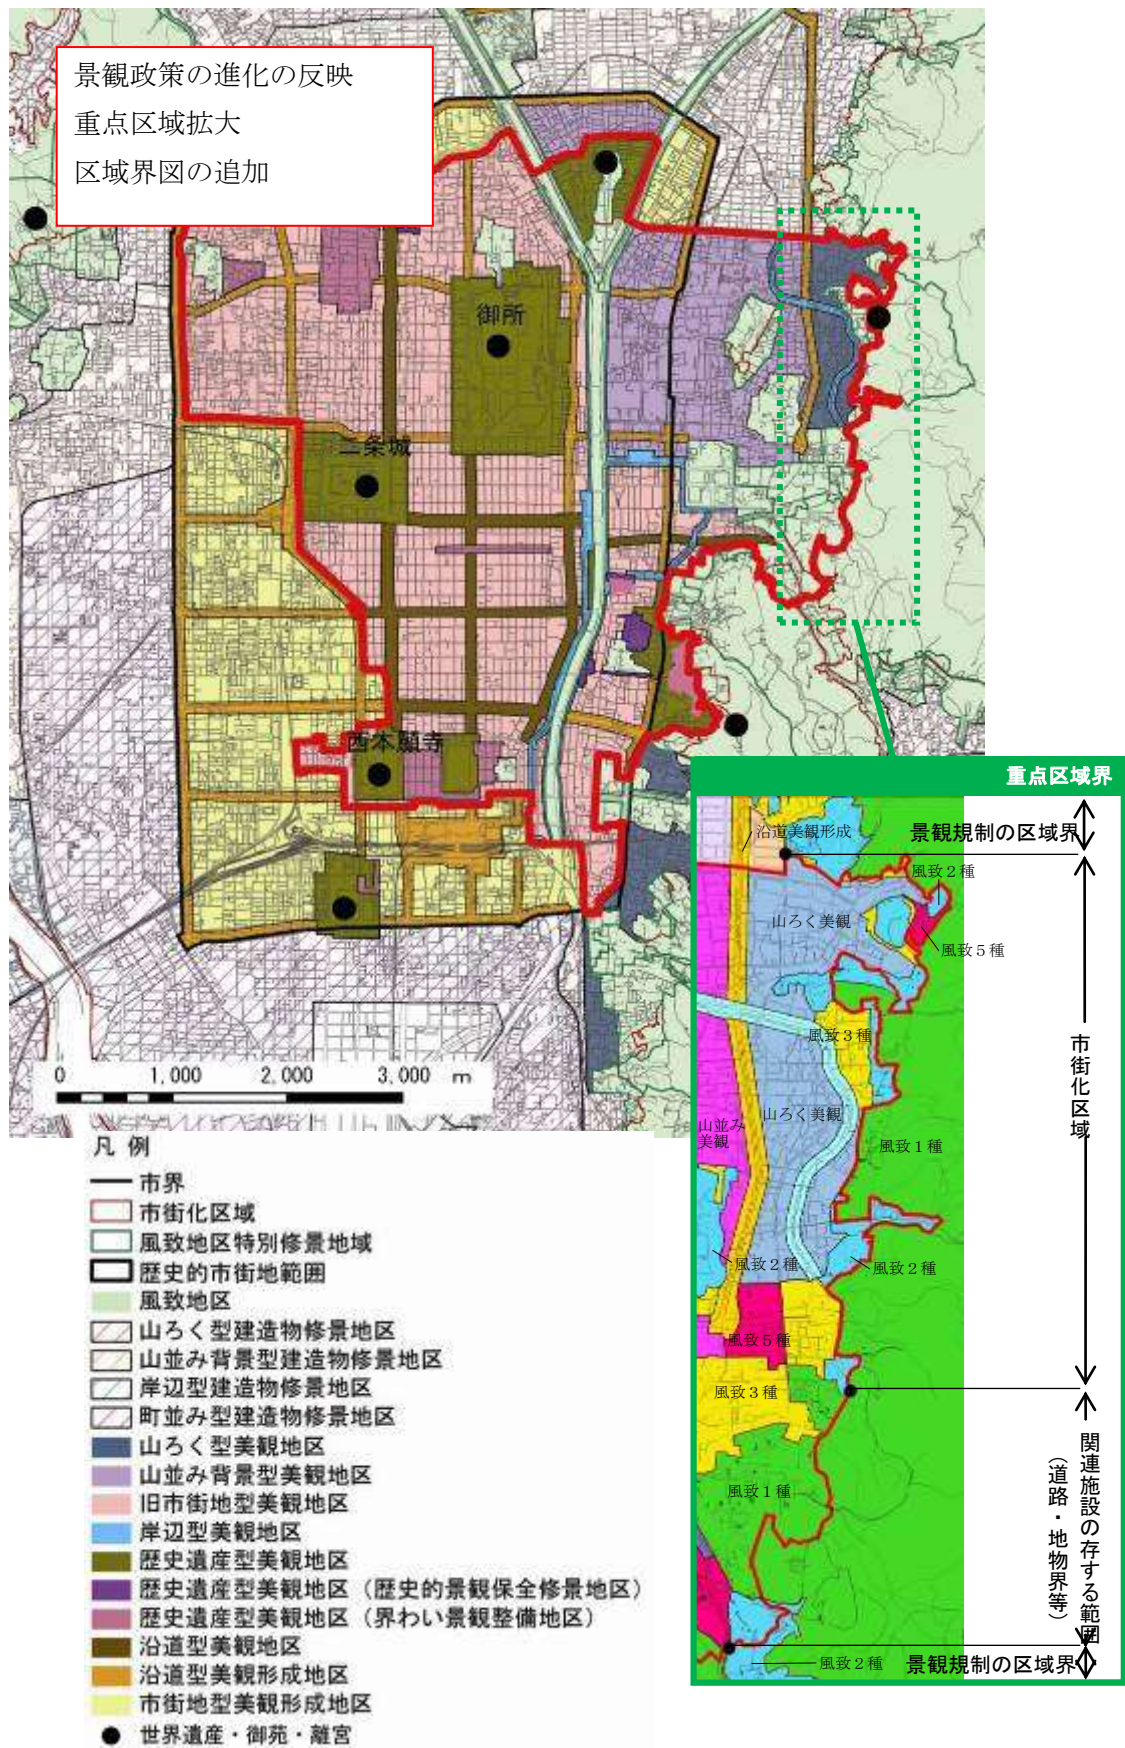 景観政策の進化の反映
重点区域拡大
区域界図の追加
御所
二条城
西本願寺
0 1,000 2,000 3,000 m
凡 例
市界
市街化区域
風致地区特別修景地域
歴史的市街地範囲
風致地区
山ろく型建造物修景地区
山並み背景型建造物修景地区
岸辺型建造物修景地区
町並み型建造物修景地区
山ろく型美観地区
山並み背景型美観地区
旧市街地型美観地区
岸辺型美観地区
歴史遺産型美観地区
歴史遺産型美観地区（歴史的景観保全修景地区）
歴史遺産型美観地区（界わい景観整備地区）
沿道型美観地区
沿道型美観形成地区
市街地型美観形成地区
世界遺産・御苑・離宮
重点区域界
沿道美観形成
景観規制の区域界
風致２種
山ろく美観
風致５種
風致３種
市街化区域
山ろく美観
山並み
美観
風致１種
風致２種
風致２種
風致５種
風致３種
関連施設の存する範囲
（道路・地物界等）
風致１種
風致２種
景観規制の区域界